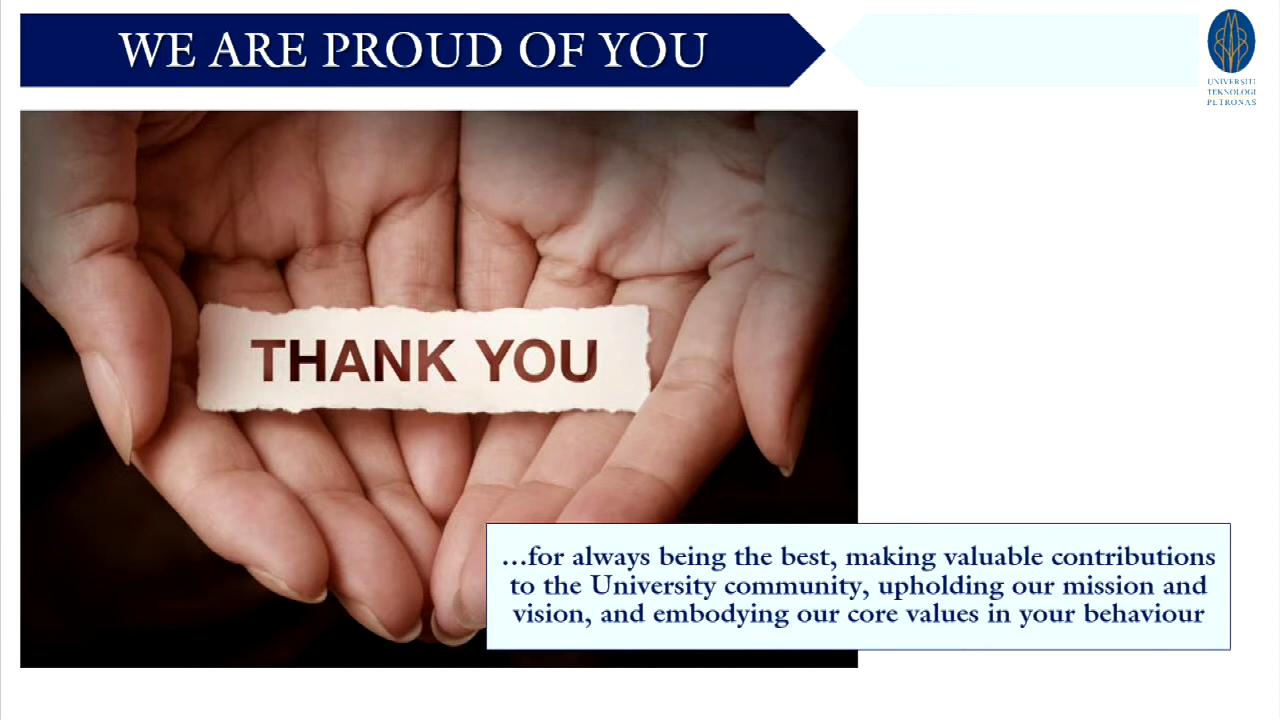 WE ARE PROUD OF YOU
UNIVERSITI
TEKNOLOGI
PETRONAS
THANK YOU
...for always being the best, making valuable contributions
to the University community, upholding our mission and
vision, and embodying our core values in your behaviour